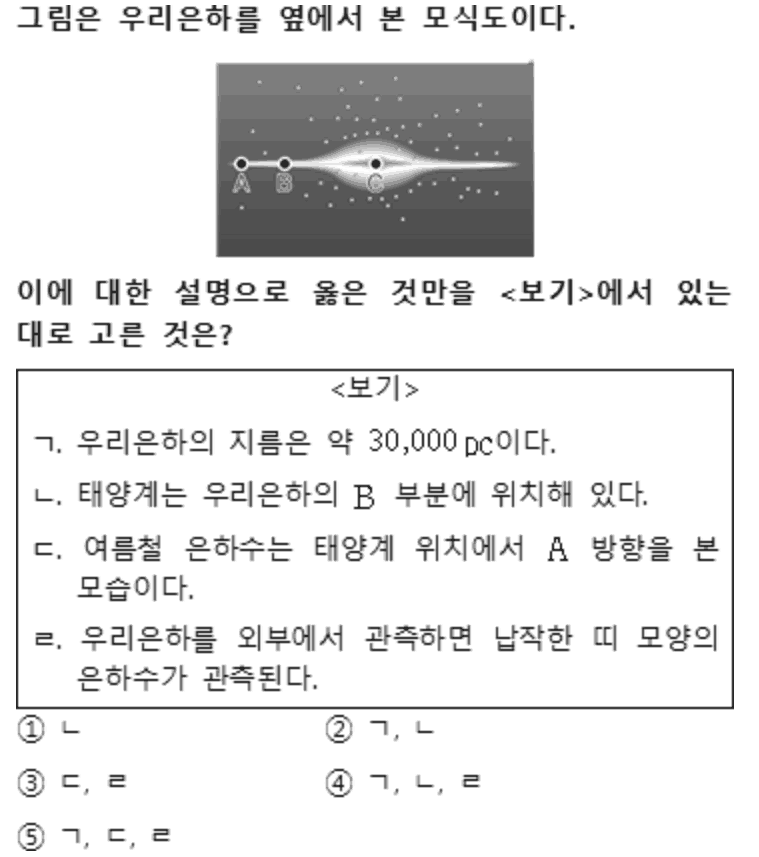 그림은 우리은하를 옆에서 본 모식도이다.
A B C
이에 대한 설명으로 옳은 것만을 <보기>에서 있는
대로 고른 것은?
<보기>
ㄱ. 우리은하의 지름은 약 30,000pc이다.
ㄴ. 태양계는 우리은하의 B 부분에 위치해 있다.
ㄷ. 여름철 은하수는 태양계 위치에서 A 방향을 본
모습이다.
ㄹ. 우리은하를 외부에서 관측하면 납작한 띠 모양의
은하수가 관측된다.
① ㄴ ② ㄱ, ㄴ
③ ㄷ, ㄹ ④ ㄱ, ㄴ, ㄹ
⑤ ㄱ, ㄷ, ㄹ